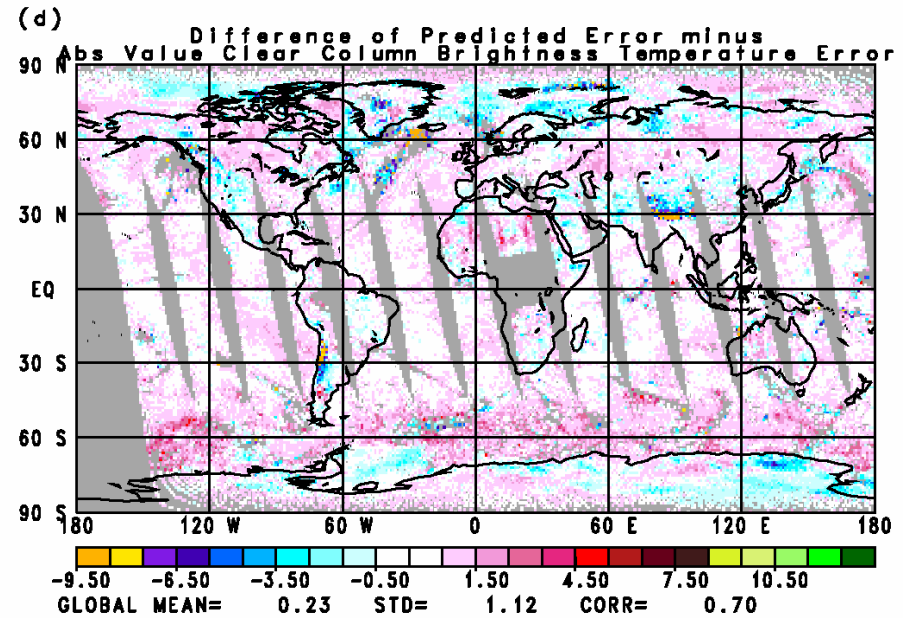 (d)
Difference of Predicted Error minus
Abs Value Clear Column Brightness Temperature Error
90 N
60 N
30 N
EQ
30 S
60 S
90 S
180 120 W 60 W 0 60 E 120 E 180
-9.50 -6.50 -3.50 -0.50 1.50 4.50 7.50 10.50
GLOBAL MEAN= 0.23 STD= 1.12 CORR= 0.70